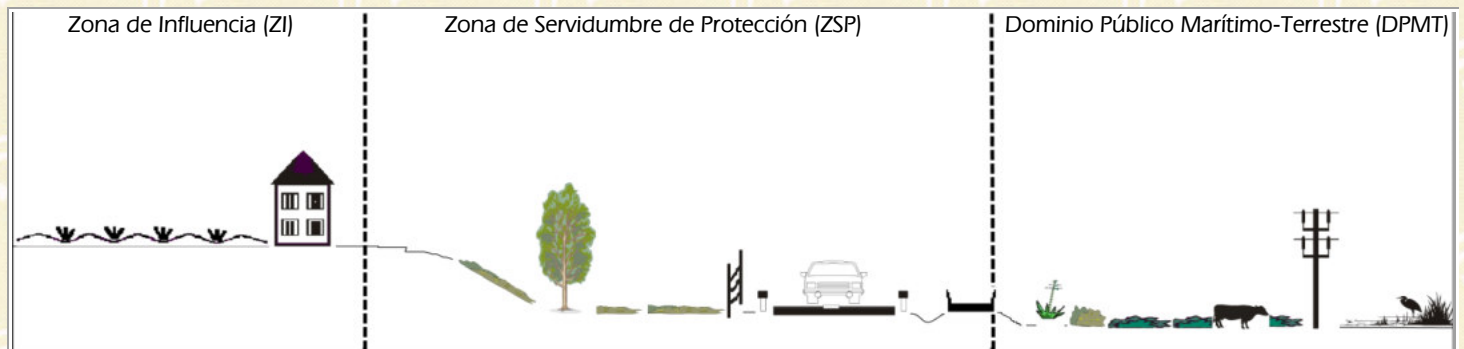 Zona de Influencia (ZI)
Zona de Servidumbre de Protección (ZSP)
Dominio Público Marítimo-Terrestre (DPMT)